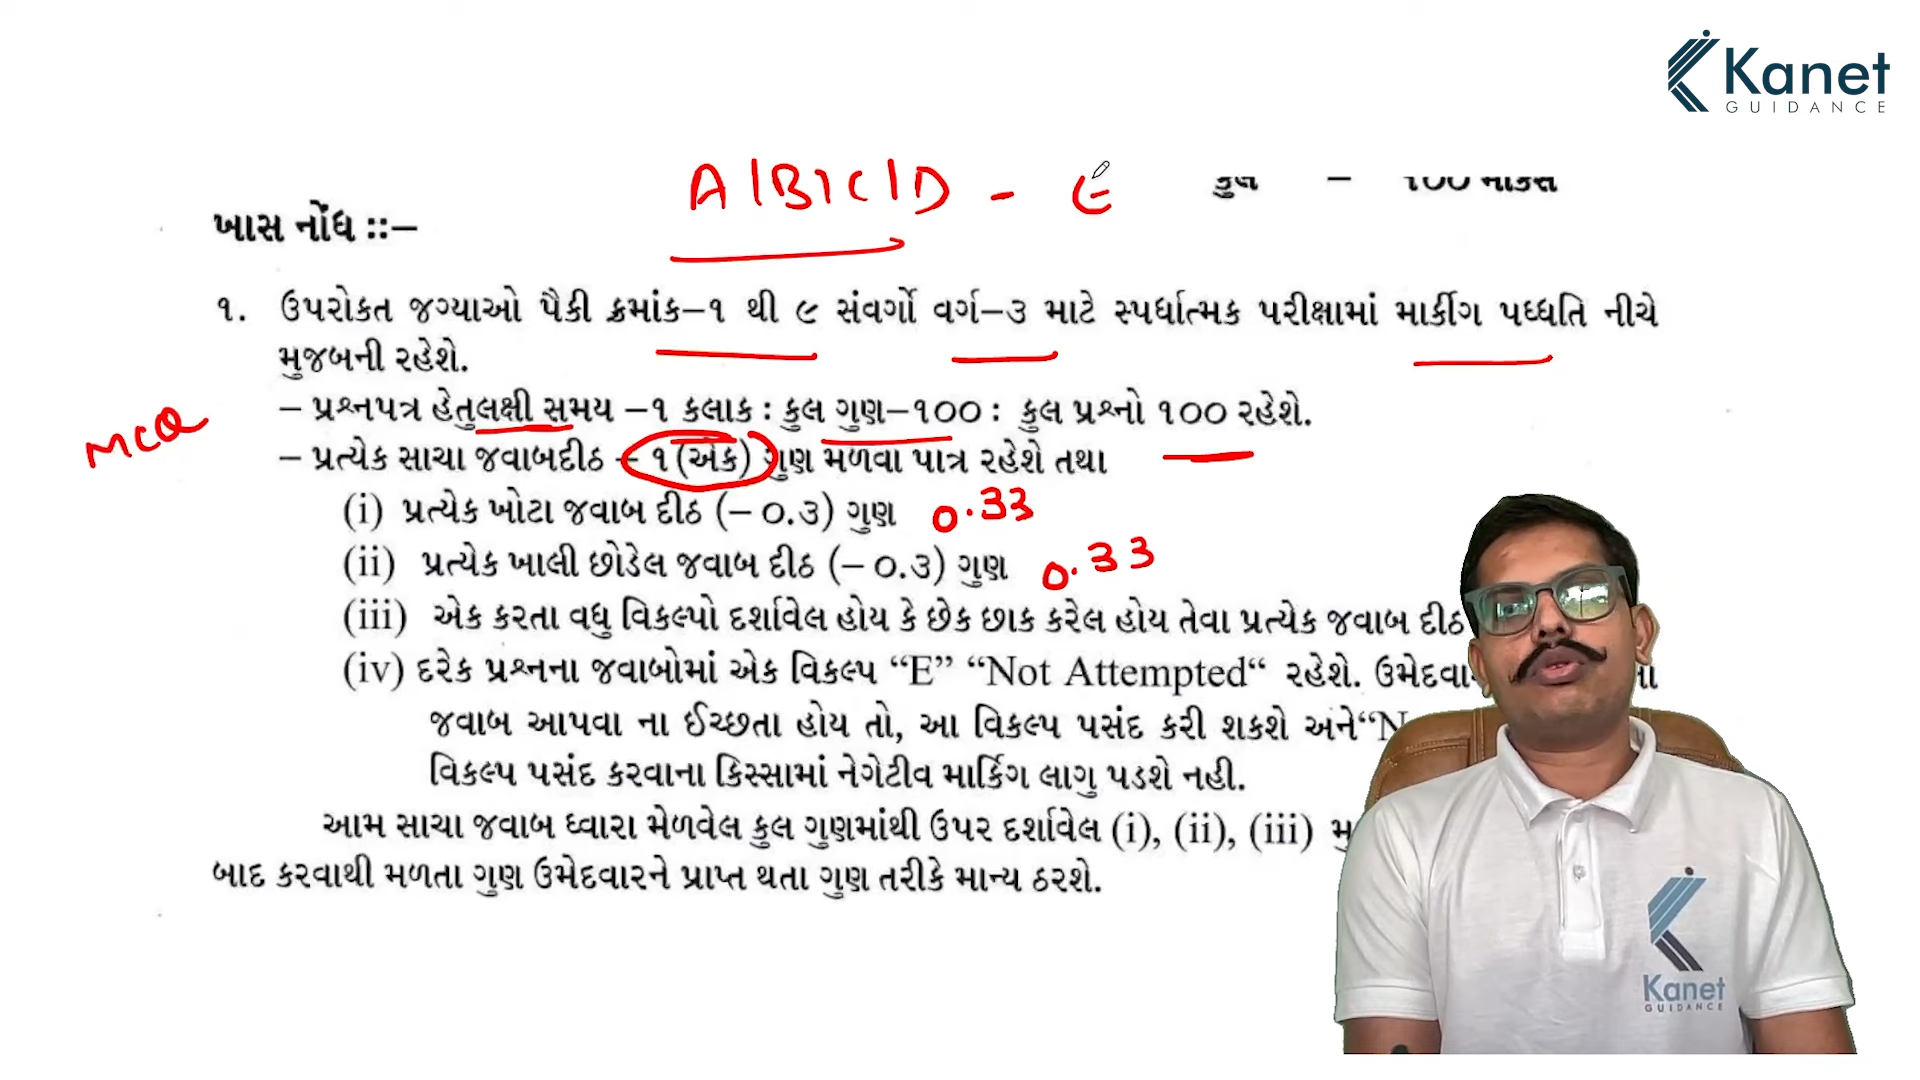 Kanet
GUIDANCE
A|B|C|D - E
કુલ – ૧૦૦ માર્કસ
ખાસ નોંધ ::–
૧. ઉપરોકત જગ્યાઓ પૈકી ક્રમાંક–૧ થી ૯ સંવર્ગો વર્ગ–૩ માટે સ્પર્ધાત્મક પરીક્ષામાં માર્કીગ પધ્ધતિ નીચે
મુજબની રહેશે.
MCQ
– પ્રશ્નપત્ર હેતુલક્ષી સમય –૧ કલાક : કુલ ગુણ–૧૦૦ : કુલ પ્રશ્નો ૧૦૦ રહેશે.
– પ્રત્યેક સાચા જવાબદીઠ – ૧ (એક) ગુણ મળવા પાત્ર રહેશે તથા
(i) પ્રત્યેક ખોટા જવાબ દીઠ (– ૦.૩) ગુણ 0.33
(ii) પ્રત્યેક ખાલી છોડેલ જવાબ દીઠ (– ૦.૩) ગુણ 0.33
(iii) એક કરતા વધુ વિકલ્પો દર્શાવેલ હોય કે છેક છાક કરેલ હોય તેવા પ્રત્યેક જવાબ દીઠ
(iv) દરેક પ્રશ્નના જવાબોમાં એક વિકલ્પ “E” “Not Attempted“ રહેશે.
જવાબ આપવા ના ઈચ્છતા હોય તો, આ વિકલ્પ પસંદ કરી શકશે અને
વિકલ્પ પસંદ કરવાના કિસ્સામાં નેગેટીવ માર્કિગ લાગુ પડશે નહી.
આમ સાચા જવાબ ધ્વારા મેળવેલ કુલ ગુણમાંથી ઉપર દર્શાવેલ (i), (ii), (iii)
બાદ કરવાથી મળતા ગુણ ઉમેદવારને પ્રાપ્ત થતા ગુણ તરીકે માન્ય ઠરશે.
Kanet
GUIDANCE